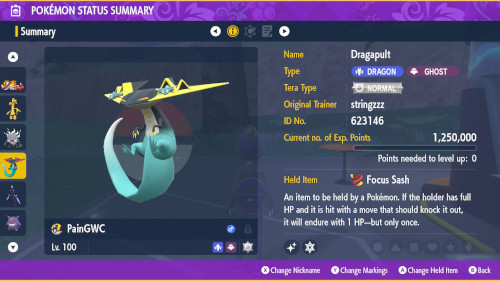 POKÉMON STATUS SUMMARY
Summary
Name Dragapult
Type DRAGON GHOST
Tera Type NORMAL
Original Trainer stringzzz
ID No. 623146
Current no. of Exp. Points 1,250,000
Points needed to level up: 0
Held Item Focus Sash
An item to be held by a Pokémon. If the holder has full
HP and it is hit with a move that should knock it out,
it will endure with 1 HP—but only once.
PainGWC
Lv. 100
X Change Nickname Y Change Markings A Change Held Item B Back